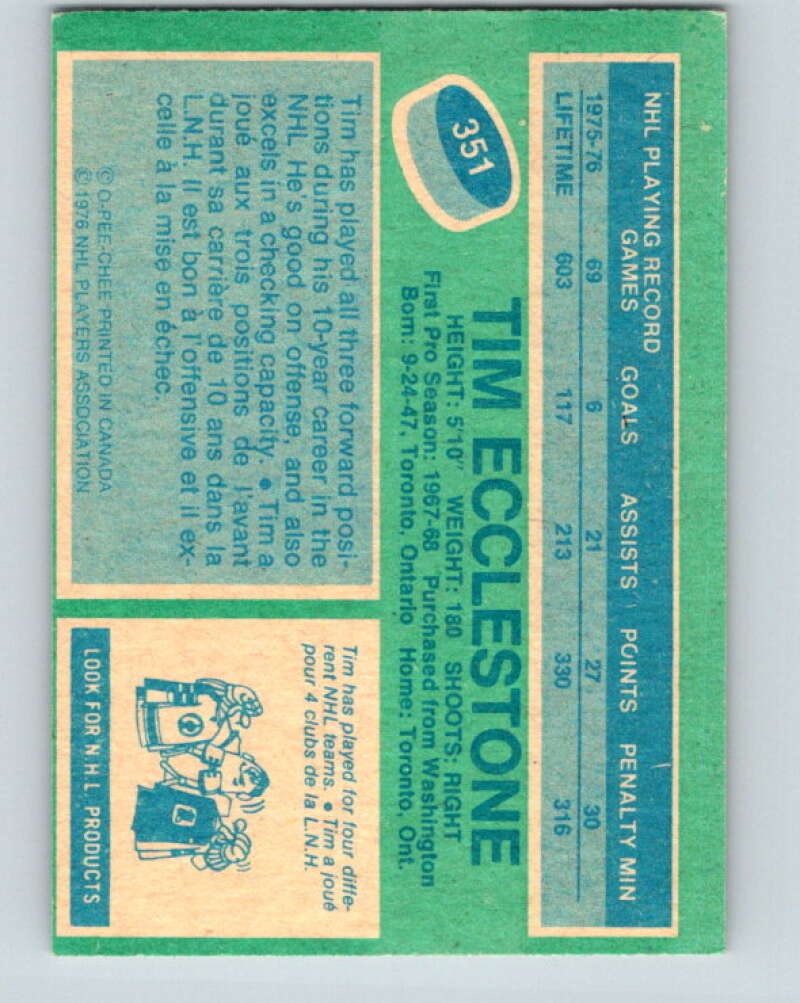 NHL PLAYING RECORD
GAMES GOALS ASSISTS POINTS PENALTY MIN
1975-76 69 6 21 27 30
LIFETIME 603 117 213 330 316
351
TIM ECCLESTONE
HEIGHT: 5'10" WEIGHT: 180 SHOOTS: RIGHT
First Pro Season: 1967-68 Purchased from Washington
Born: 9-24-47, Toronto, Ontario Home: Toronto, Ont.
Tim has played all three forward posi-
tions during his 10-year career in the
NHL He's good on offense, and also
excels in a checking capacity. • Tim a
joué aux trois positions de l'avant
durant sa carrière de 10 ans dans la
L.N.H. Il est bon à l'offensive et il ex-
celle à la mise en échec.
© O-PEE-CHEE PRINTED IN CANADA
© 1976 NHL PLAYERS ASSOCIATION
Tim has played for four diffe-
rent NHL teams. • Tim a joué
pour 4 clubs de la L.N.H.
LOOK FOR N.H.L PRODUCTS